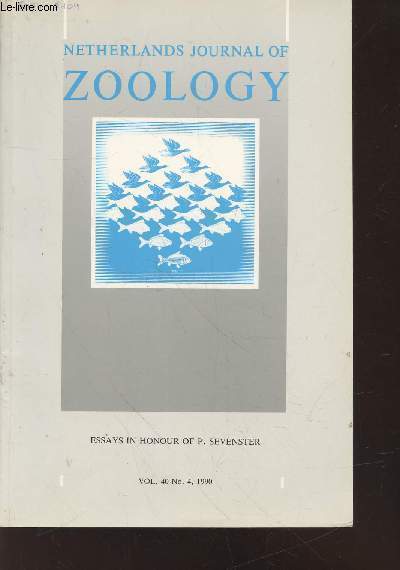 Le-livre.com
NETHERLANDS JOURNAL OF
ZOOLOGY
ESSAYS IN HONOUR OF P. SEVENSTER
VOL. 40 No. 4, 1990